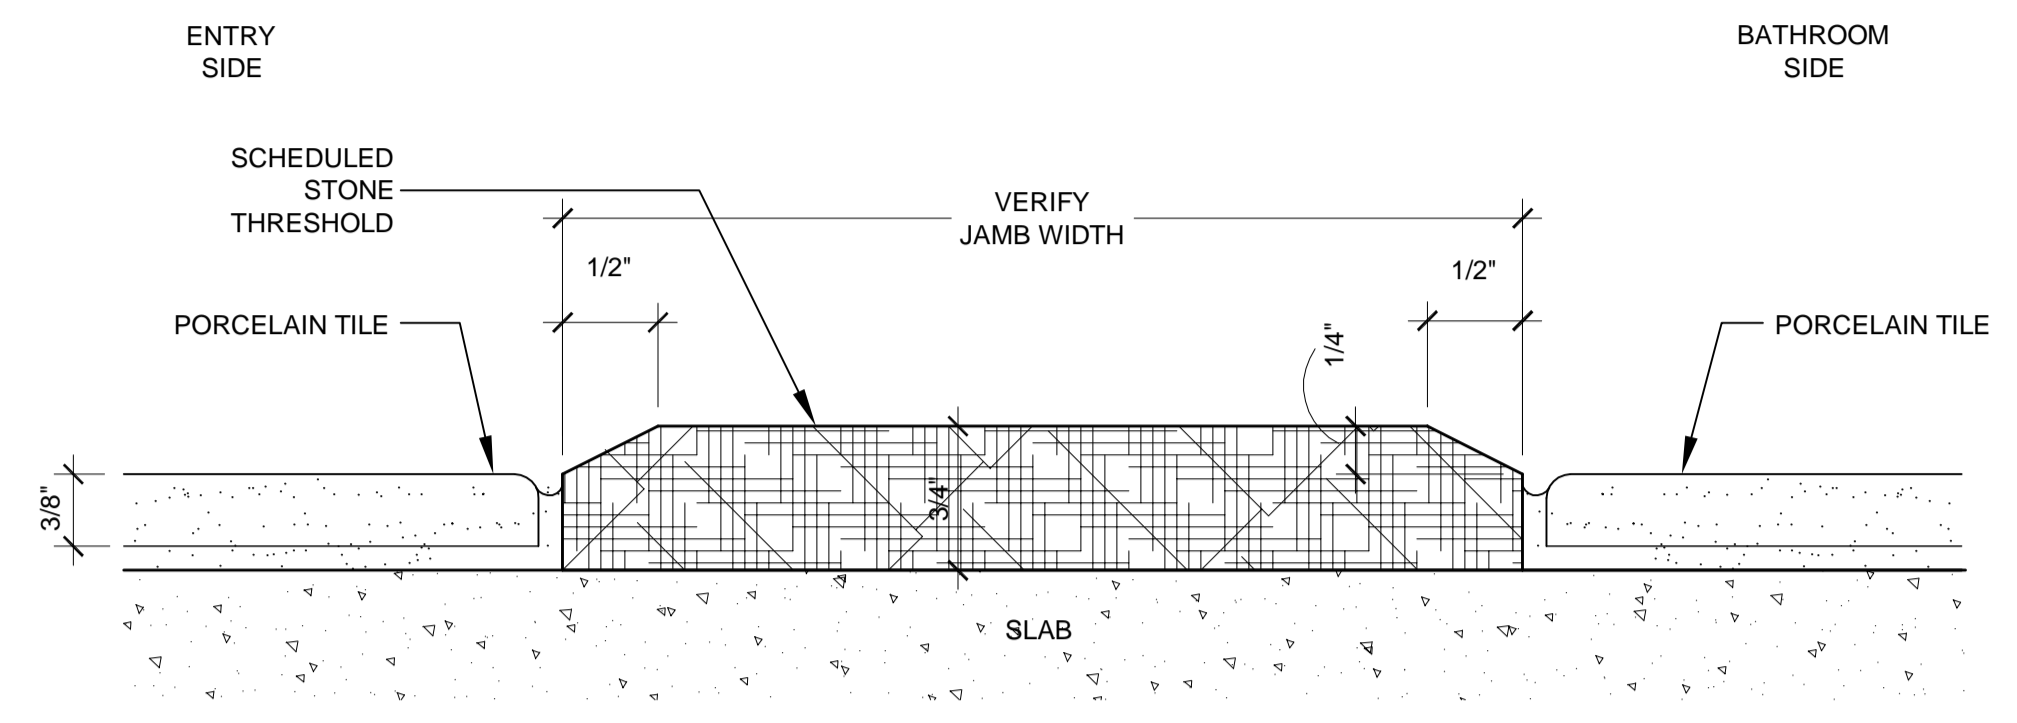 ENTRY
SIDE
BATHROOM
SIDE
SCHEDULED
STONE
THRESHOLD
VERIFY
JAMB WIDTH
1/2"
1/2"
PORCELAIN TILE
1/4"
PORCELAIN TILE
3/8"
3/4"
SLAB